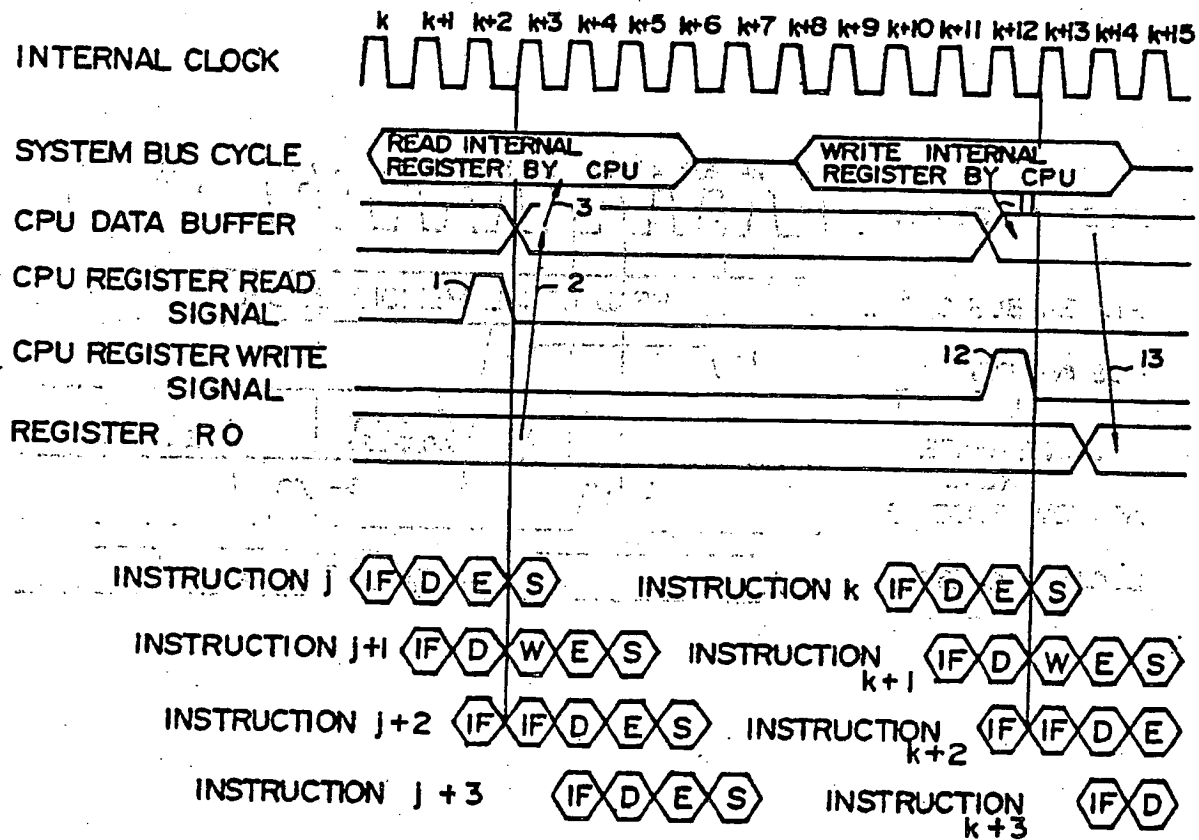 k k+1 k+2 k+3 k+4 k+5 k+6 k+7 k+8 k+9 k+10 k+11 k+12 k+13 k+14 k+15
INTERNAL CLOCK
SYSTEM BUS CYCLE
READ INTERNAL
REGISTER BY CPU
WRITE INTERNAL
REGISTER BY CPU
CPU DATA BUFFER
3
11
CPU REGISTER READ
SIGNAL
1
2
CPU REGISTER WRITE
SIGNAL
12
13
REGISTER R0
INSTRUCTION j IF D E S
INSTRUCTION k IF D E S
INSTRUCTION j+1 IF D W E S
INSTRUCTION k+1 IF D W E S
INSTRUCTION j+2 IF IF D E S
INSTRUCTION k+2 IF IF D E
INSTRUCTION j+3 IF D E S
INSTRUCTION k+3 IF D